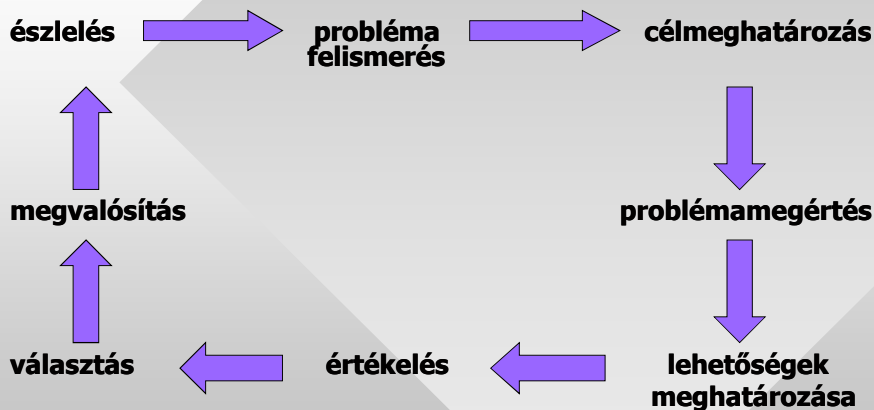 észlelés
probléma
felismerés
célmeghatározás
megvalósítás
problémamegértés
választás
értékelés
lehetőségek
meghatározása